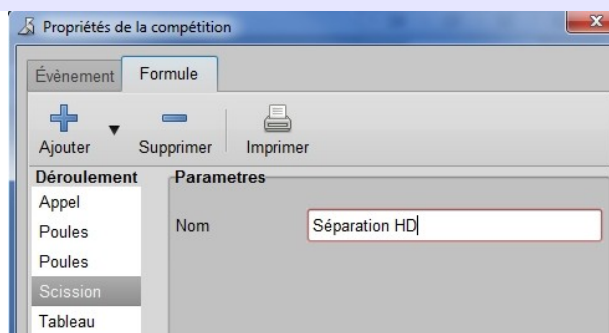 Propriétés de la compétition
Évènement Formule
Ajouter Supprimer Imprimer
Déroulement Parametres
Appel
Nom Séparation HD
Poules
Poules
Scission
Tableau